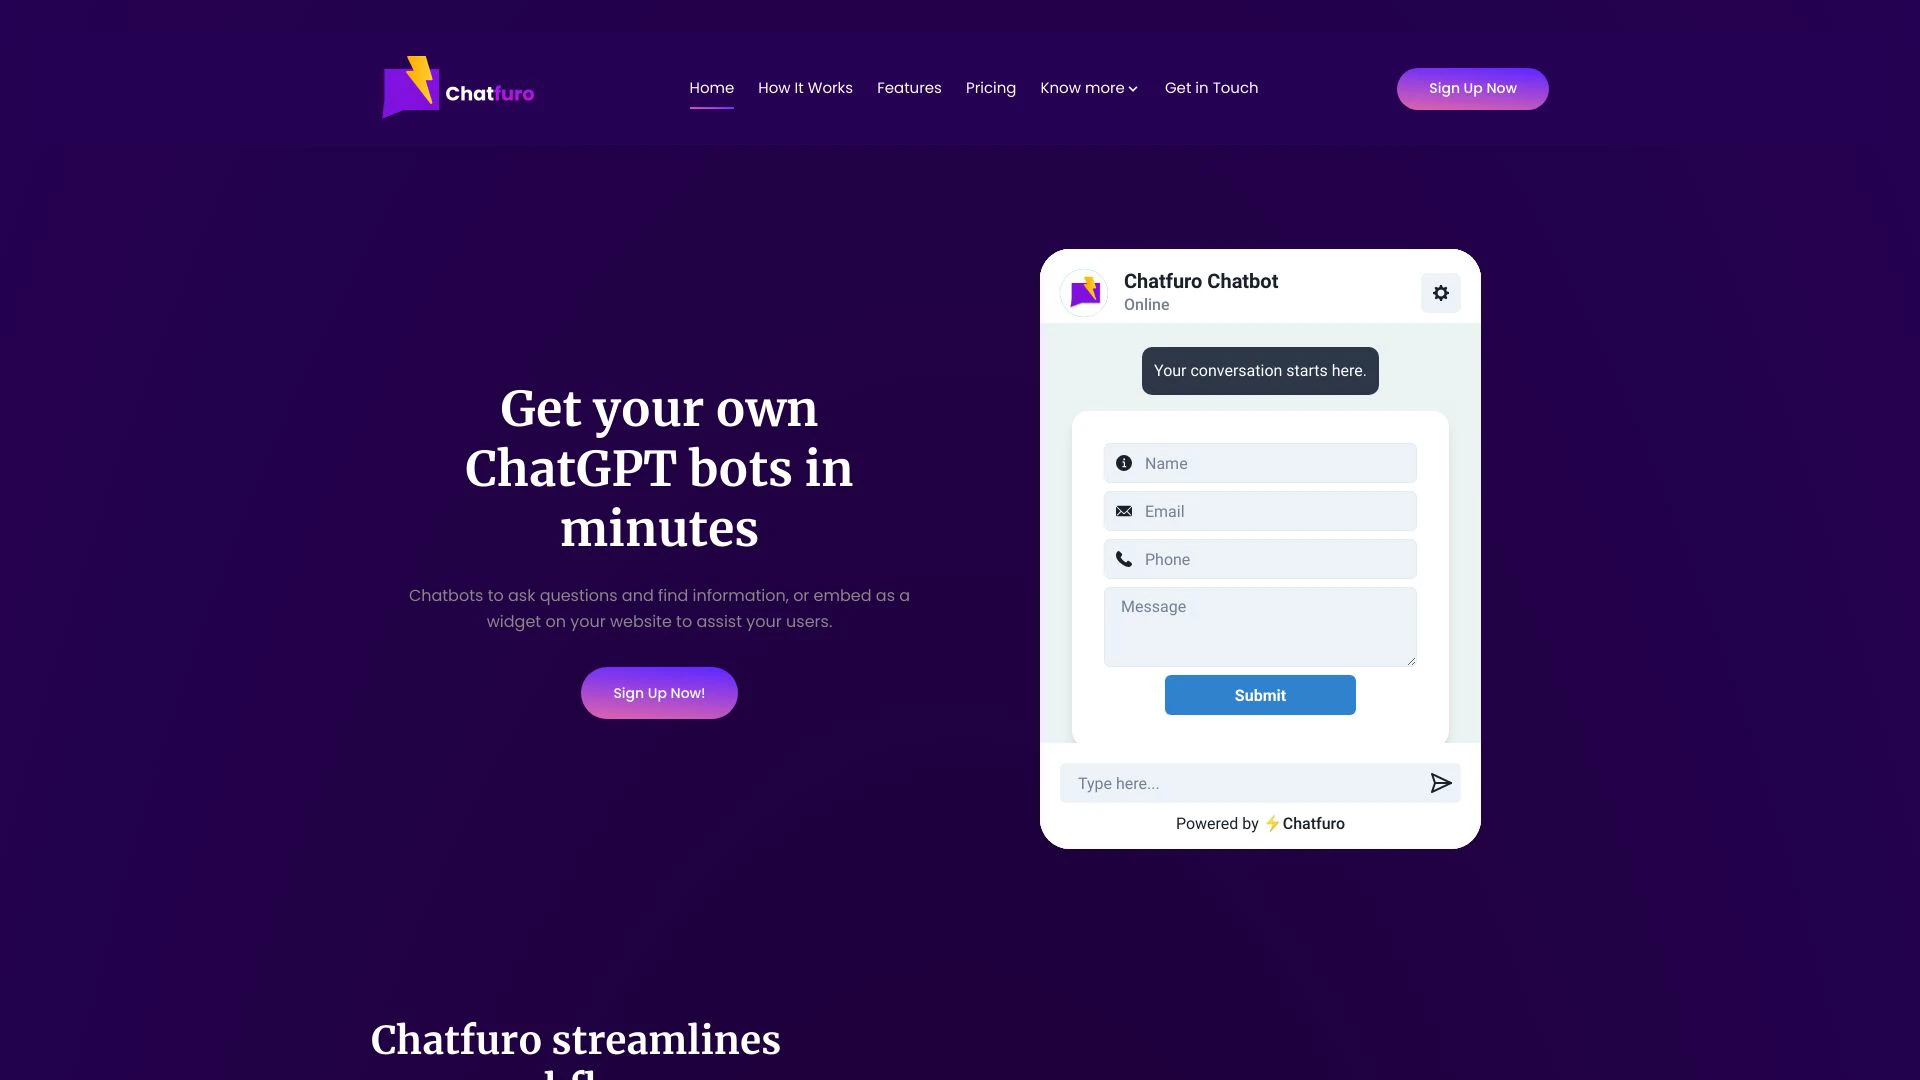 Chatfuro
Home
How It Works
Features
Pricing
Know more
Get in Touch
Sign Up Now
Get your own
ChatGPT bots in
minutes
Chatbots to ask questions and find information, or embed as a
widget on your website to assist your users.
Sign Up Now!
Chatfuro Chatbot
Online
Your conversation starts here.
Name
Email
Phone
Message
Submit
Type here...
Powered by ⚡Chatfuro
Chatfuro streamlines